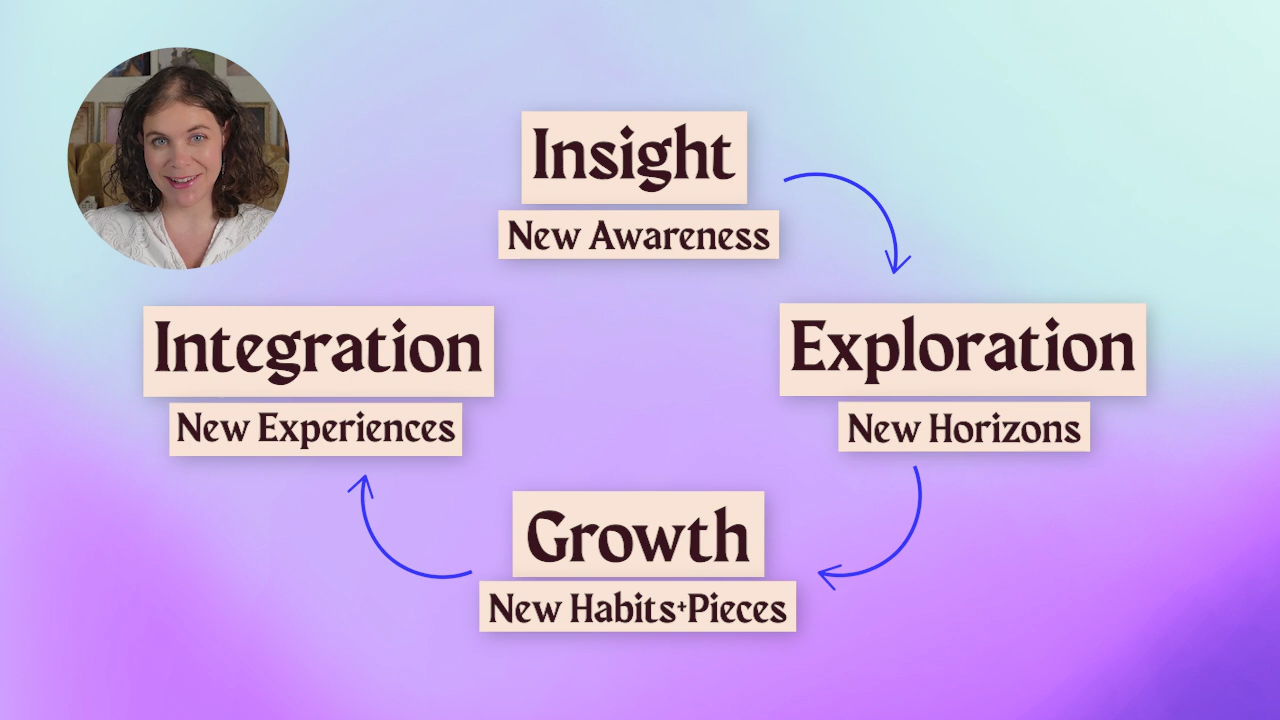 Insight
New Awareness
Exploration
New Horizons
Growth
New Habits+Pieces
Integration
New Experiences